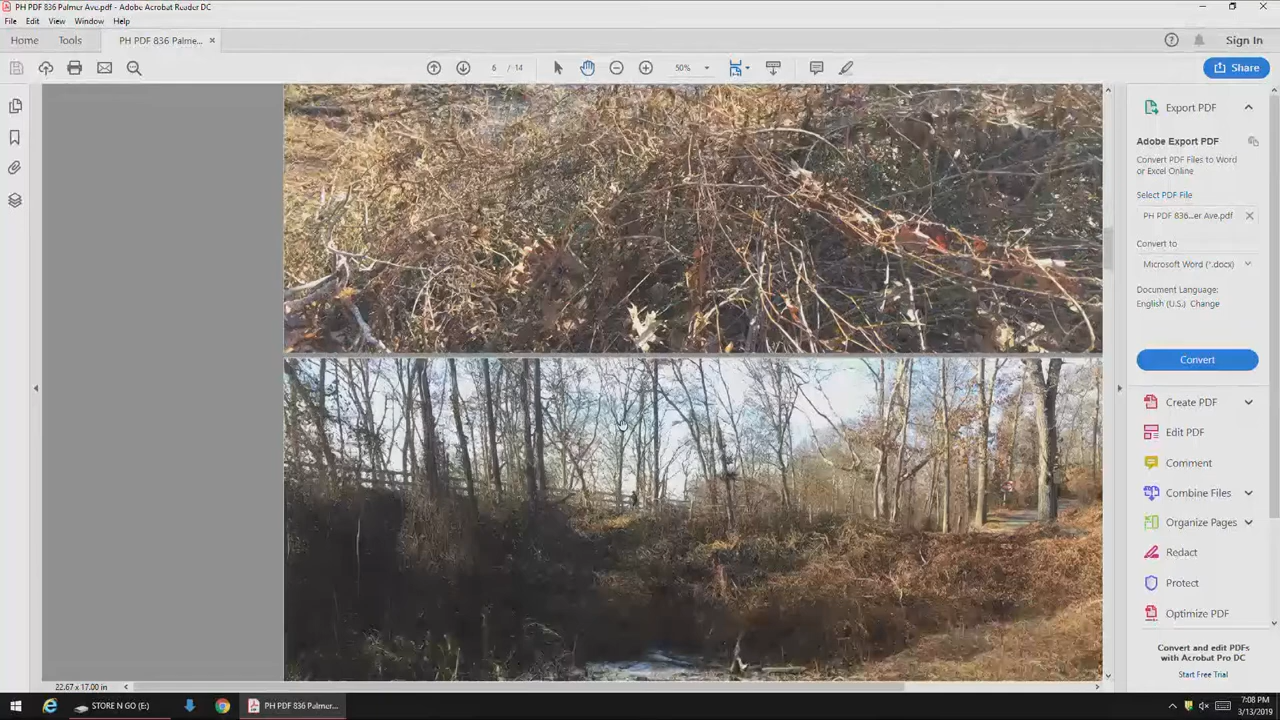 PH PDF 836 Palmer Ave.pdf - Adobe Acrobat Reader DC
File Edit View Window Help
Home Tools PH PDF 836 Palme... Sign In
6 / 14 50% Share
Export PDF
Adobe Export PDF
Convert PDF Files to Word
or Excel Online
Select PDF File
PH PDF 836...er Ave.pdf
Convert to
Microsoft Word (*.docx)
Document Language:
English (U.S.) Change
Convert
Create PDF
Edit PDF
Comment
Combine Files
Organize Pages
Redact
Protect
Optimize PDF
Convert and edit PDFs
with Acrobat Pro DC
Start Free Trial
22.67 x 17.00 in
STORE N GO (E:) PH PDF 836 Palmer... 7:08 PM
3/13/2019